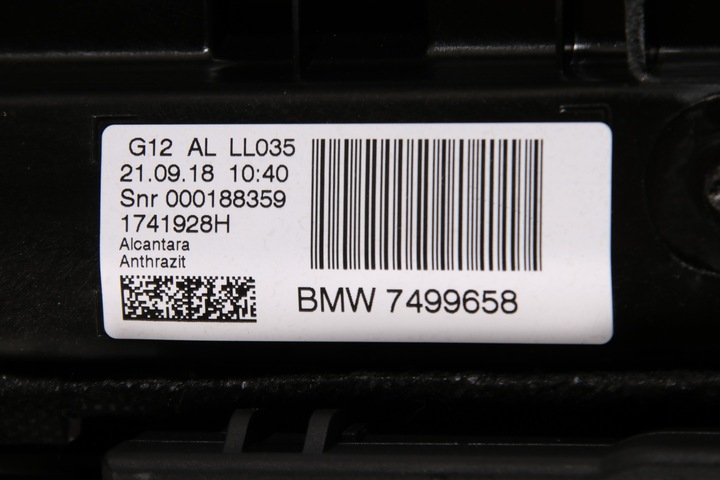 G12 AL LL035
21.09.18 10:40
Snr 000188359
1741928H
Alcantara
Anthrazit
BMW 7499658